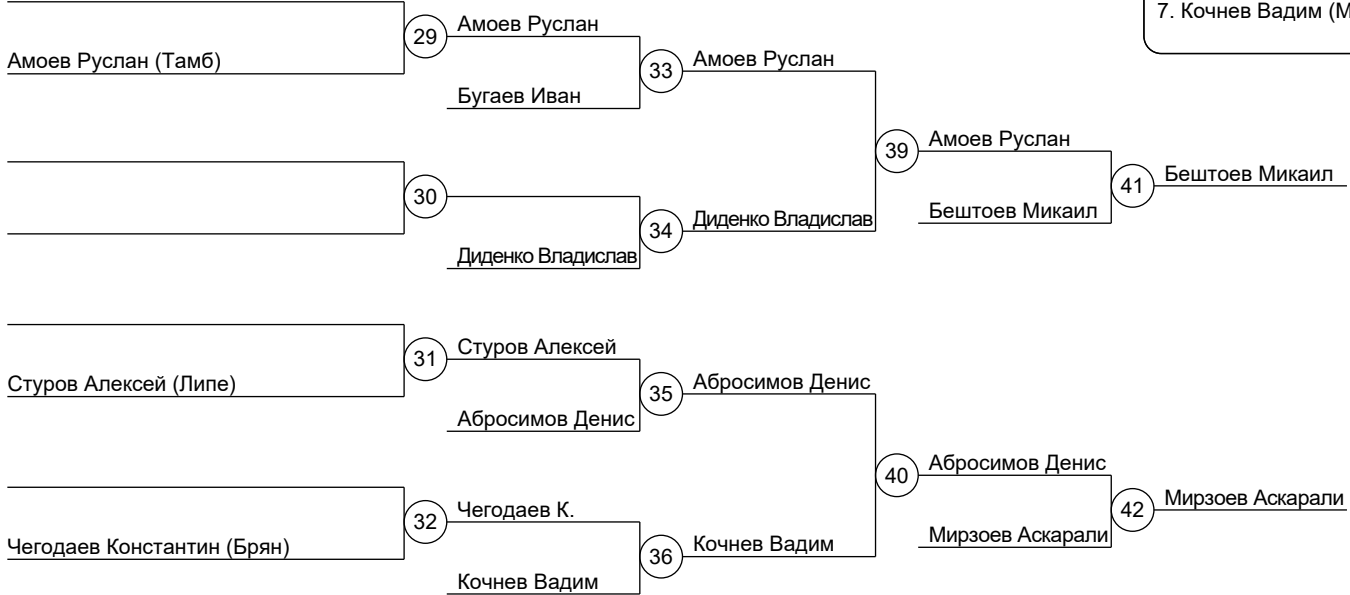 7. Кочнев Вадим (М
29
Амоев Руслан
Амоев Руслан (Тамб)
33
Амоев Руслан
Бугаев Иван
39
Амоев Руслан
30
41
Бештоев Микаил
34
Диденко Владислав
Бештоев Микаил
Диденко Владислав
31
Стуров Алексей
Стуров Алексей (Липе)
35
Абросимов Денис
Абросимов Денис
40
Абросимов Денис
32
Чегодаев К.
42
Мирзоев Аскарали
Чегодаев Константин (Брян)
36
Кочнев Вадим
Мирзоев Аскарали
Кочнев Вадим